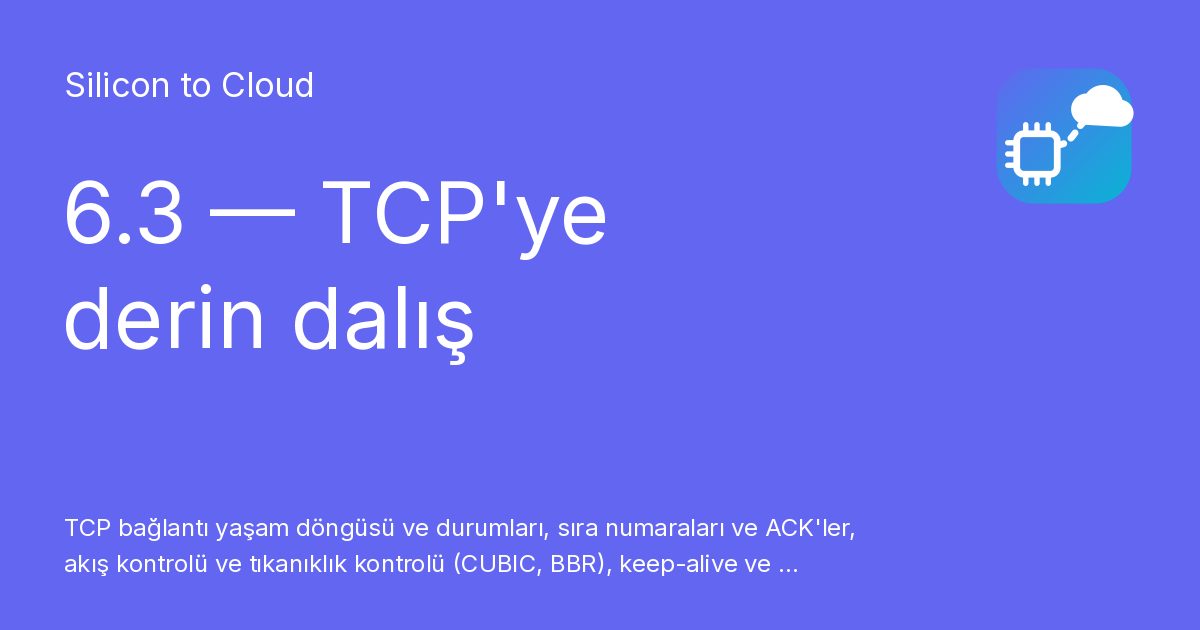 Silicon to Cloud
6.3 — TCP'ye
derin dalış
TCP bağlantı yaşam döngüsü ve durumları, sıra numaraları ve ACK'ler,
akış kontrolü ve tıkanıklık kontrolü (CUBIC, BBR), keep-alive ve ...